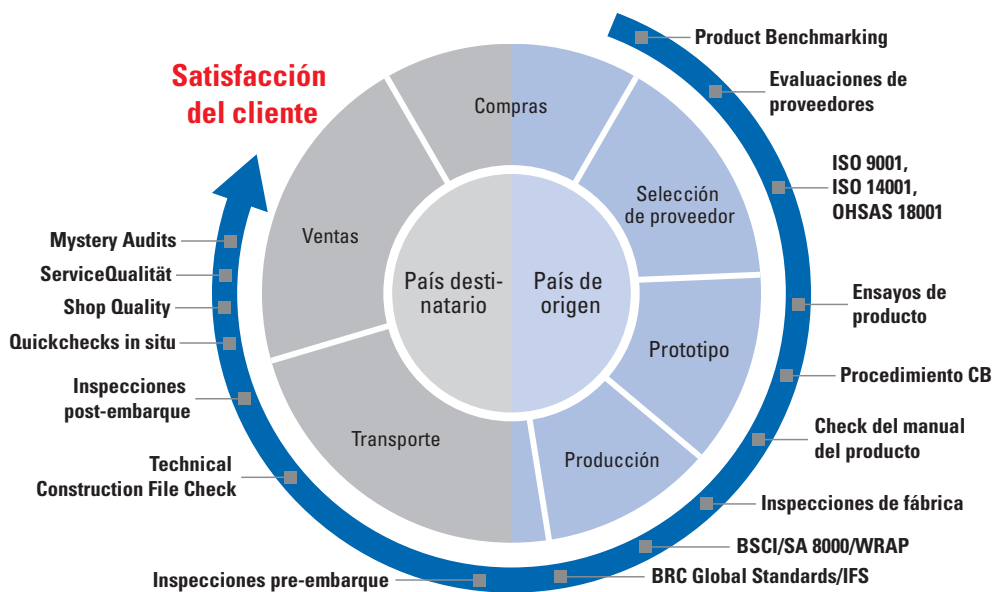 Satisfacción
del cliente
Product Benchmarking
Evaluaciones de
proveedores
ISO 9001,
ISO 14001,
OHSAS 18001
Ensayos de
producto
Procedimiento CB
Check del manual
del producto
Inspecciones de fábrica
BSCI/SA 8000/WRAP
BRC Global Standards/IFS
Inspecciones pre-embarque
Technical
Construction File Check
Inspecciones
post-embarque
Quickchecks in situ
Shop Quality
ServiceQualität
Mystery Audits
Compras
Selección
de proveedor
Prototipo
Producción
Transporte
Ventas
País desti-
natario
País de
origen